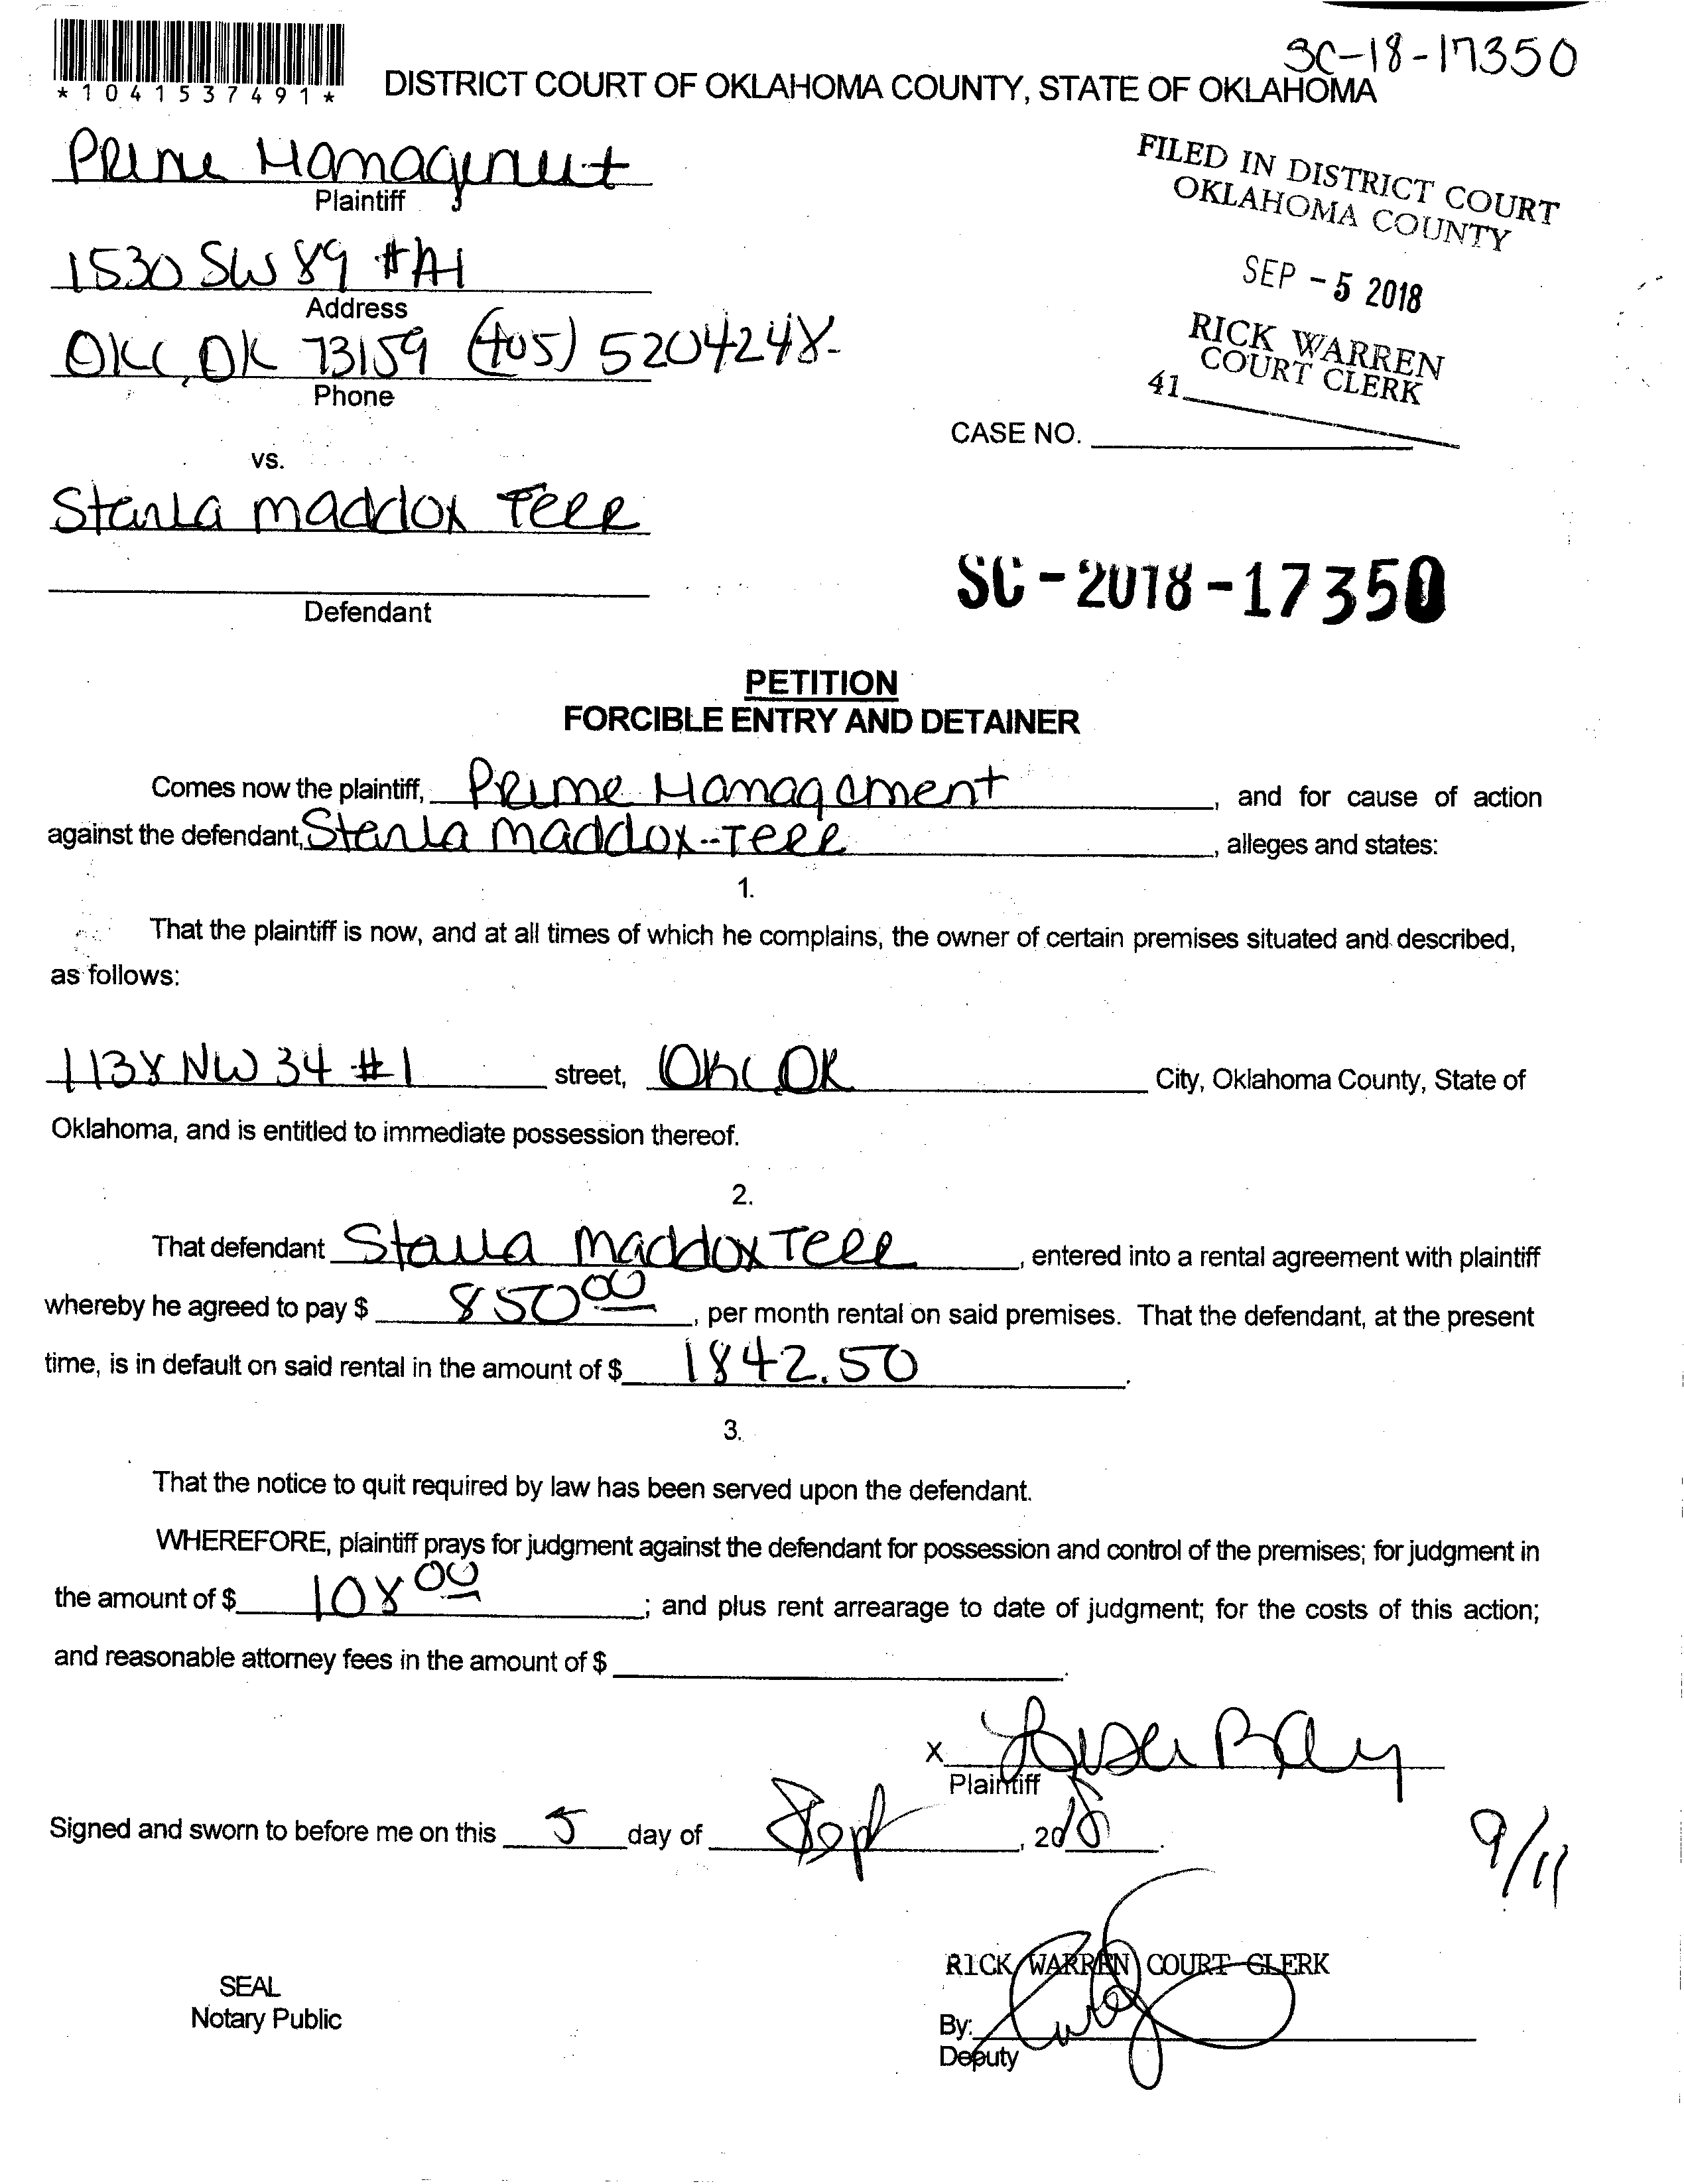 SC-18-17350
*1041537491*
DISTRICT COURT OF OKLAHOMA COUNTY, STATE OF OKLAHOMA
Prime Management
Plaintiff
FILED IN DISTRICT COURT
OKLAHOMA COUNTY
1530 SW 89 #A1
Address
SEP - 5 2018
OKC, OK 73159 (405) 5204248
Phone
RICK WARREN
COURT CLERK
41
CASE NO.
vs.
Starla Maddox Teel
SC-2018-17350
Defendant
PETITION
FORCIBLE ENTRY AND DETAINER
Comes now the plaintiff, Prime Management, and for cause of action
against the defendant, Starla Maddox-Teel, alleges and states:
1.
That the plaintiff is now, and at all times of which he complains, the owner of certain premises situated and described,
as follows:
1138 NW 34 #1 street, OKC OK City, Oklahoma County, State of
Oklahoma, and is entitled to immediate possession thereof.
2.
That defendant Starla Maddox Teel, entered into a rental agreement with plaintiff
whereby he agreed to pay $ 850 00, per month rental on said premises. That the defendant, at the present
time, is in default on said rental in the amount of $ 1842.50.
3.
That the notice to quit required by law has been served upon the defendant.
WHEREFORE, plaintiff prays for judgment against the defendant for possession and control of the premises; for judgment in
the amount of $ 108 00; and plus rent arrearage to date of judgment; for the costs of this action;
and reasonable attorney fees in the amount of $.
X
Plaintiff
Signed and sworn to before me on this 5 day of Sept, 2018.
9/11
RICK WARREN COURT CLERK
SEAL
Notary Public
By:
Deputy